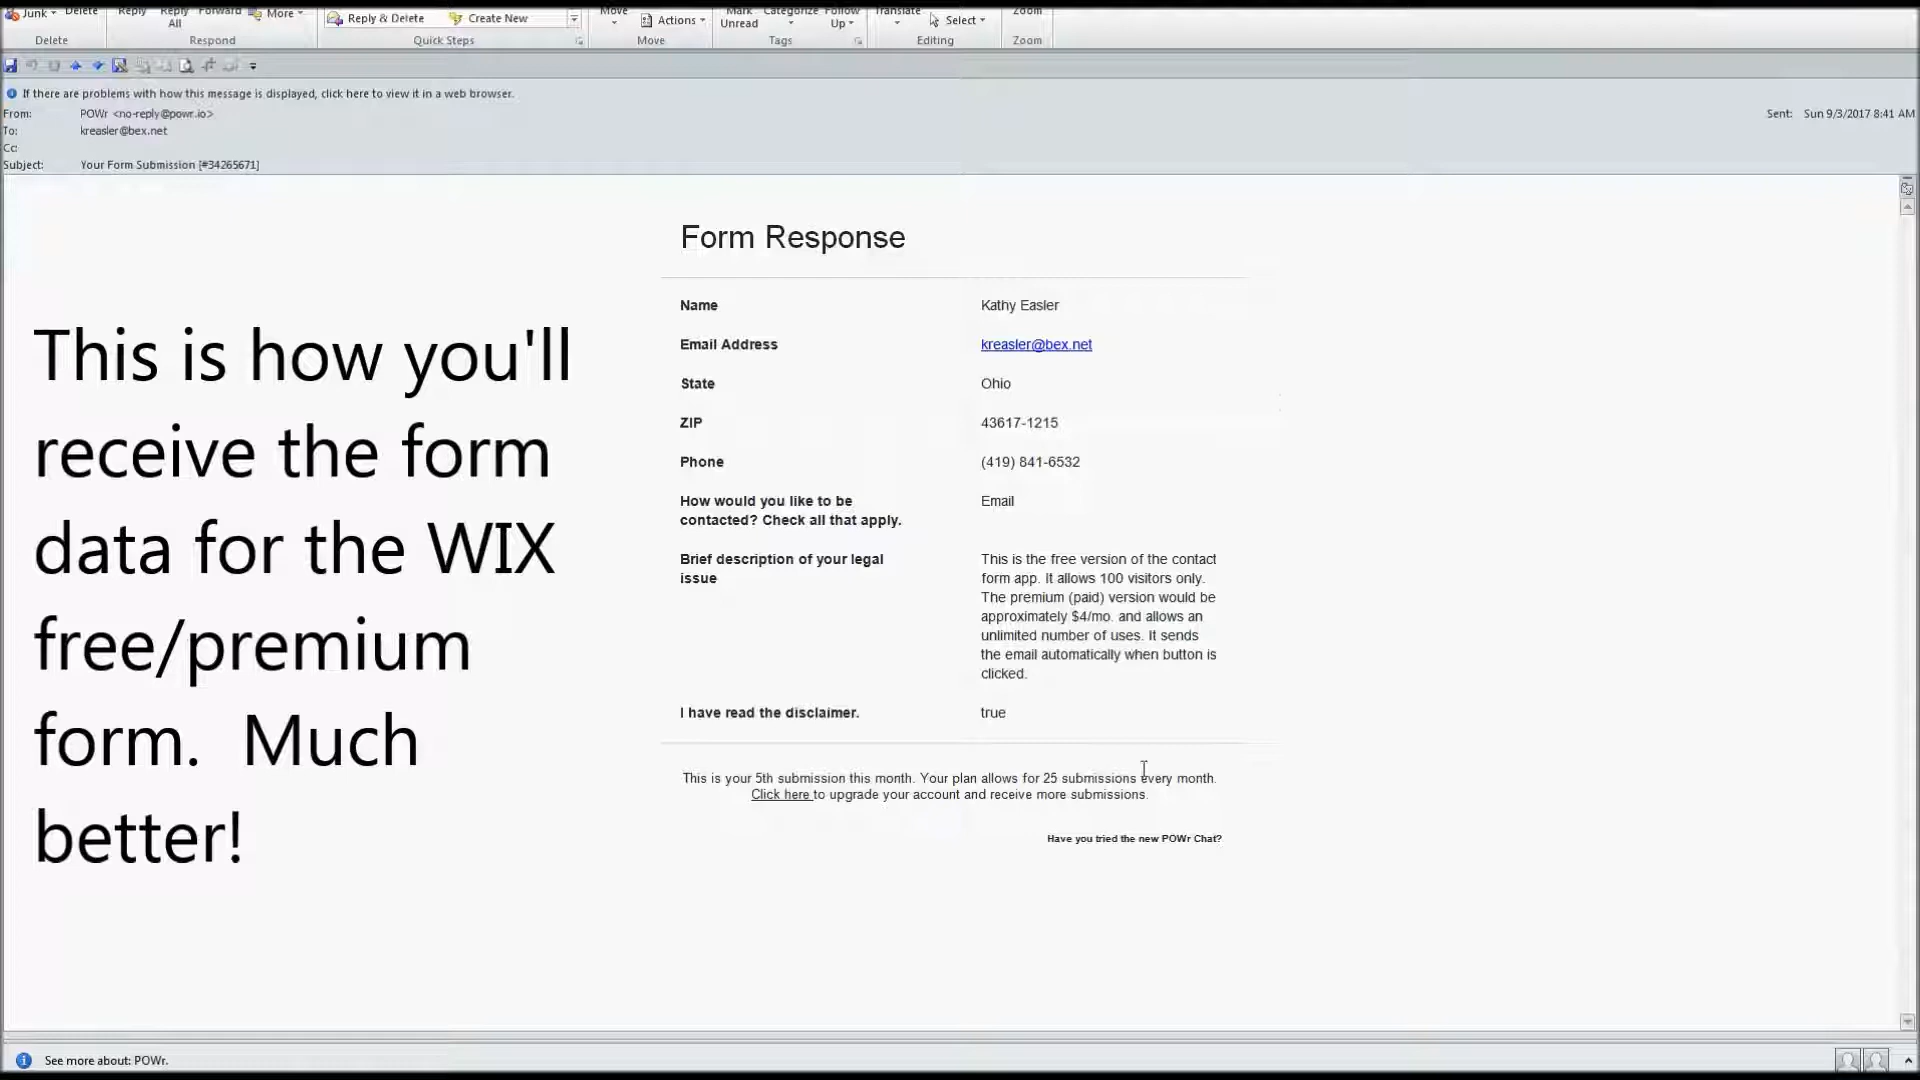 Junk
Delete
Reply
Reply
All
Forward
More
Reply & Delete
Create New
Move
Actions
Mark
Unread
Categorize
Follow
Up
Translate
Select
Zoom
Delete
Respond
Quick Steps
Move
Tags
Editing
Zoom
If there are problems with how this message is displayed, click here to view it in a web browser.
From: POWr <no-reply@powr.io>
Sent: Sun 9/3/2017 8:41 AM
To: kreasler@bex.net
Cc:
Subject: Your Form Submission [#34265671]
This is how you'll
receive the form
data for the WIX
free/premium
form. Much
better!
Form Response
Name Kathy Easler
Email Address kreasler@bex.net
State Ohio
ZIP 43617-1215
Phone (419) 841-6532
How would you like to be
contacted? Check all that apply.
Email
Brief description of your legal
issue
This is the free version of the contact
form app. It allows 100 visitors only.
The premium (paid) version would be
approximately $4/mo. and allows an
unlimited number of uses. It sends
the email automatically when button is
clicked.
I have read the disclaimer. true
This is your 5th submission this month. Your plan allows for 25 submissions every month.
Click here to upgrade your account and receive more submissions.
Have you tried the new POWr Chat?
See more about: POWr.